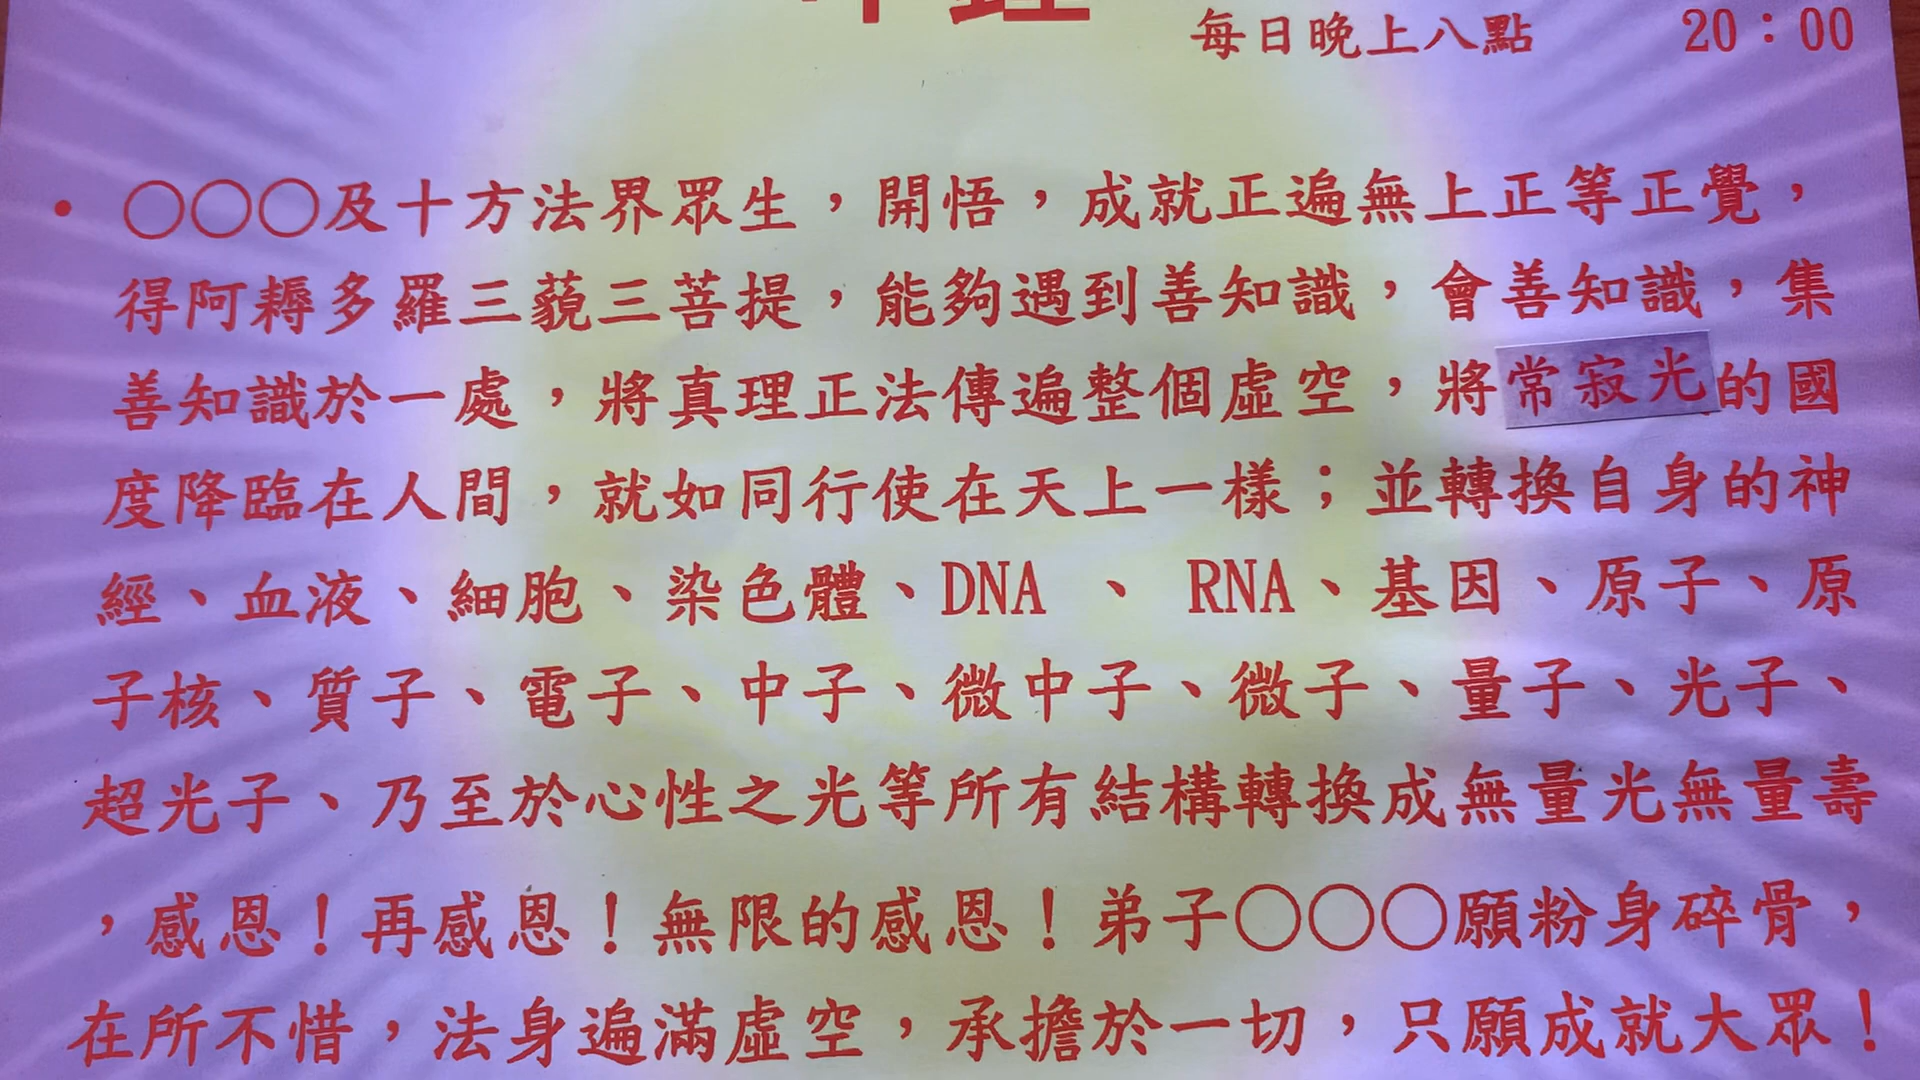 每日晚上八點 20：00
• ○○○及十方法界眾生，開悟，成就正遍無上正等正覺，
得阿耨多羅三藐三菩提，能夠遇到善知識，會善知識，集
善知識於一處，將真理正法傳遍整個虛空，將常寂光的國
度降臨在人間，就如同行使在天上一樣；並轉換自身的神
經、血液、細胞、染色體、DNA 、 RNA、基因、原子、原
子核、質子、電子、中子、微中子、微子、量子、光子、
超光子、乃至於心性之光等所有結構轉換成無量光無量壽
，感恩！再感恩！無限的感恩！弟子○○○願粉身碎骨，
在所不惜，法身遍滿虛空，承擔於一切，只願成就大眾！